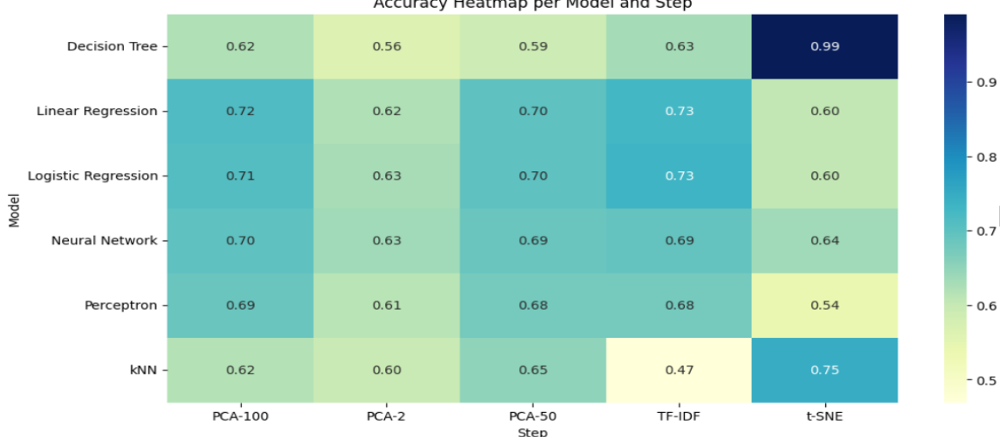 Accuracy Heatmap per Model and Step
Decision Tree 0.62 0.56 0.59 0.63 0.99
0.9
Linear Regression 0.72 0.62 0.70 0.73 0.60
0.8
Logistic Regression 0.71 0.63 0.70 0.73 0.60
Model
0.7
Neural Network 0.70 0.63 0.69 0.69 0.64
Perceptron 0.69 0.61 0.68 0.68 0.54
0.6
kNN 0.62 0.60 0.65 0.47 0.75
0.5
PCA-100 PCA-2 PCA-50 TF-IDF t-SNE
Step